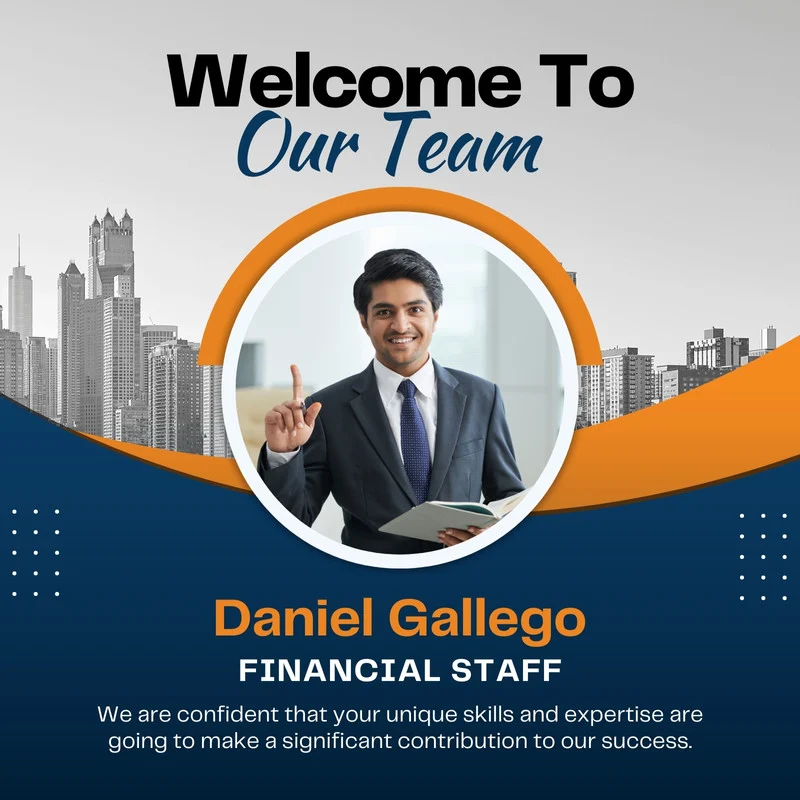 Welcome To
Our Team
Daniel Gallego
FINANCIAL STAFF
We are confident that your unique skills and expertise are
going to make a significant contribution to our success.